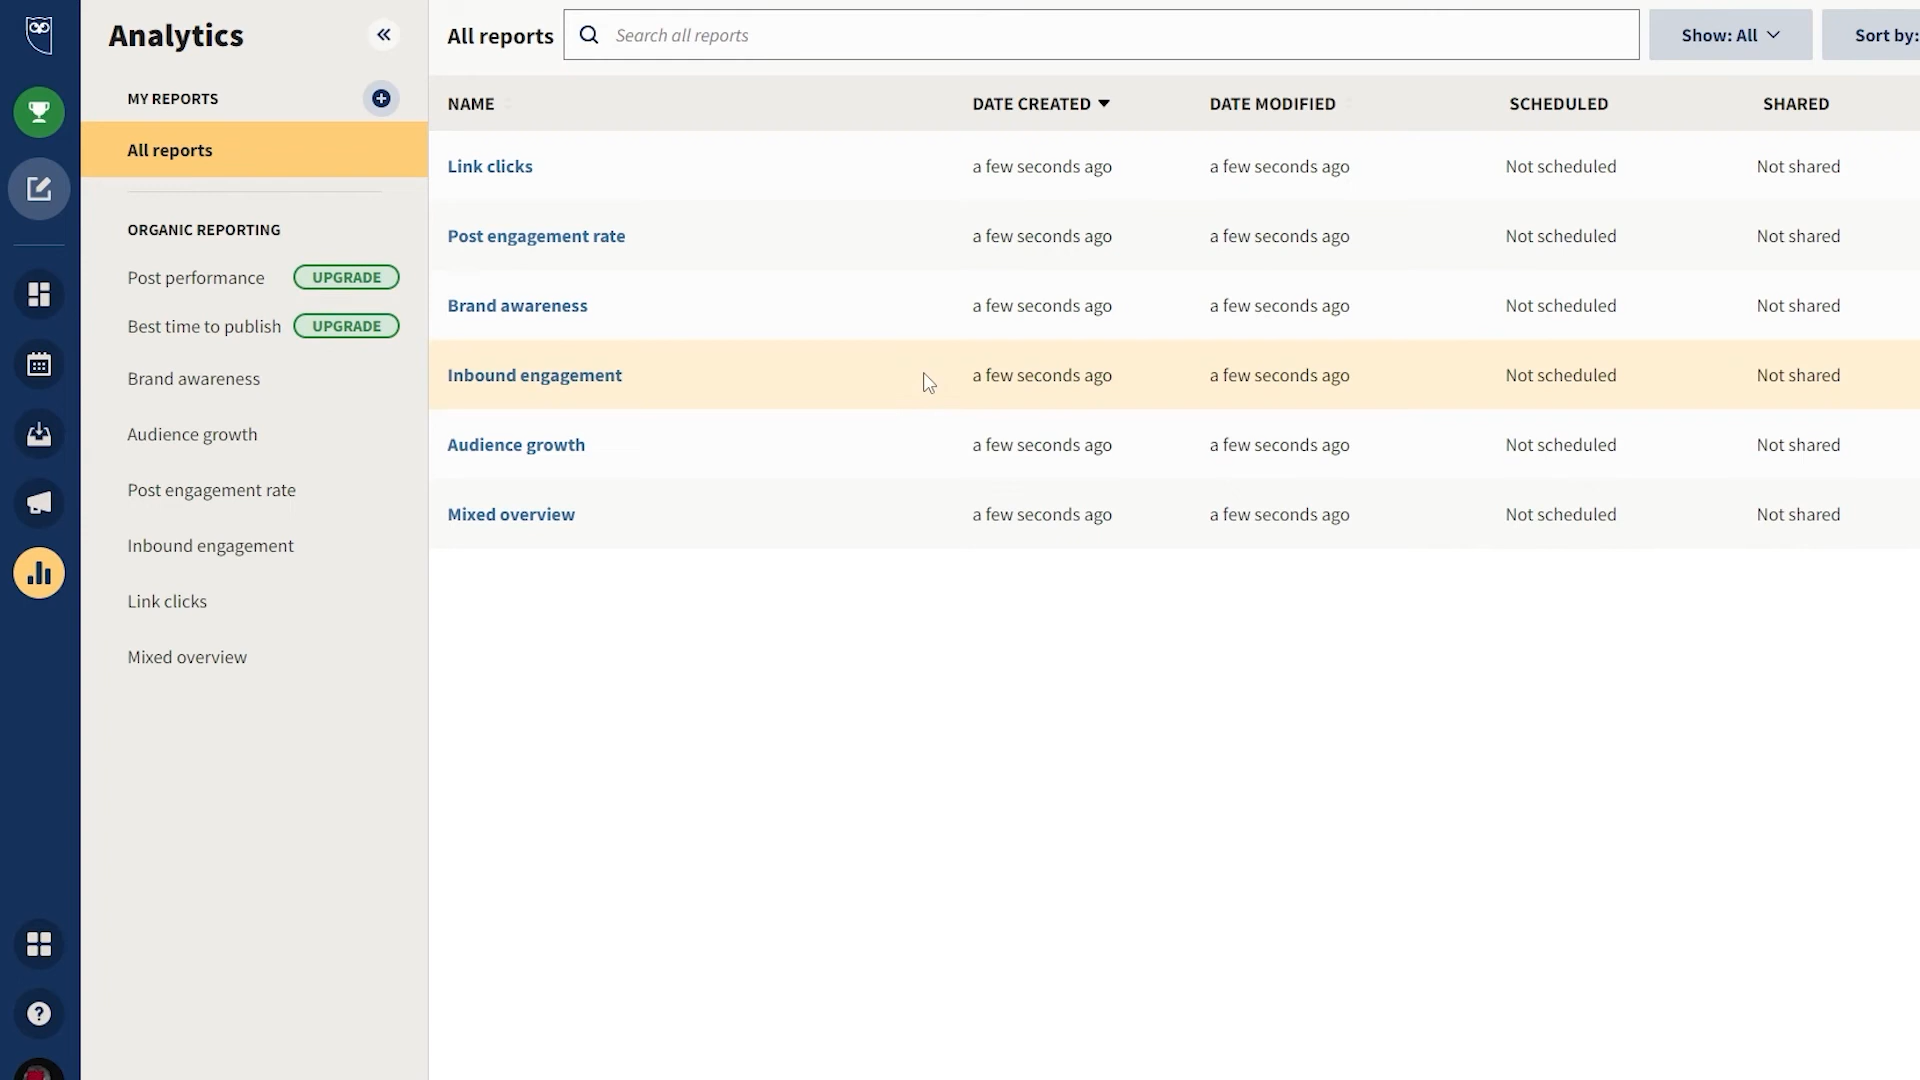 Analytics
MY REPORTS
All reports
ORGANIC REPORTING
Post performance UPGRADE
Best time to publish UPGRADE
Brand awareness
Audience growth
Post engagement rate
Inbound engagement
Link clicks
Mixed overview
All reports Search all reports Show: All Sort by:
NAME DATE CREATED DATE MODIFIED SCHEDULED SHARED
Link clicks a few seconds ago a few seconds ago Not scheduled Not shared
Post engagement rate a few seconds ago a few seconds ago Not scheduled Not shared
Brand awareness a few seconds ago a few seconds ago Not scheduled Not shared
Inbound engagement a few seconds ago a few seconds ago Not scheduled Not shared
Audience growth a few seconds ago a few seconds ago Not scheduled Not shared
Mixed overview a few seconds ago a few seconds ago Not scheduled Not shared